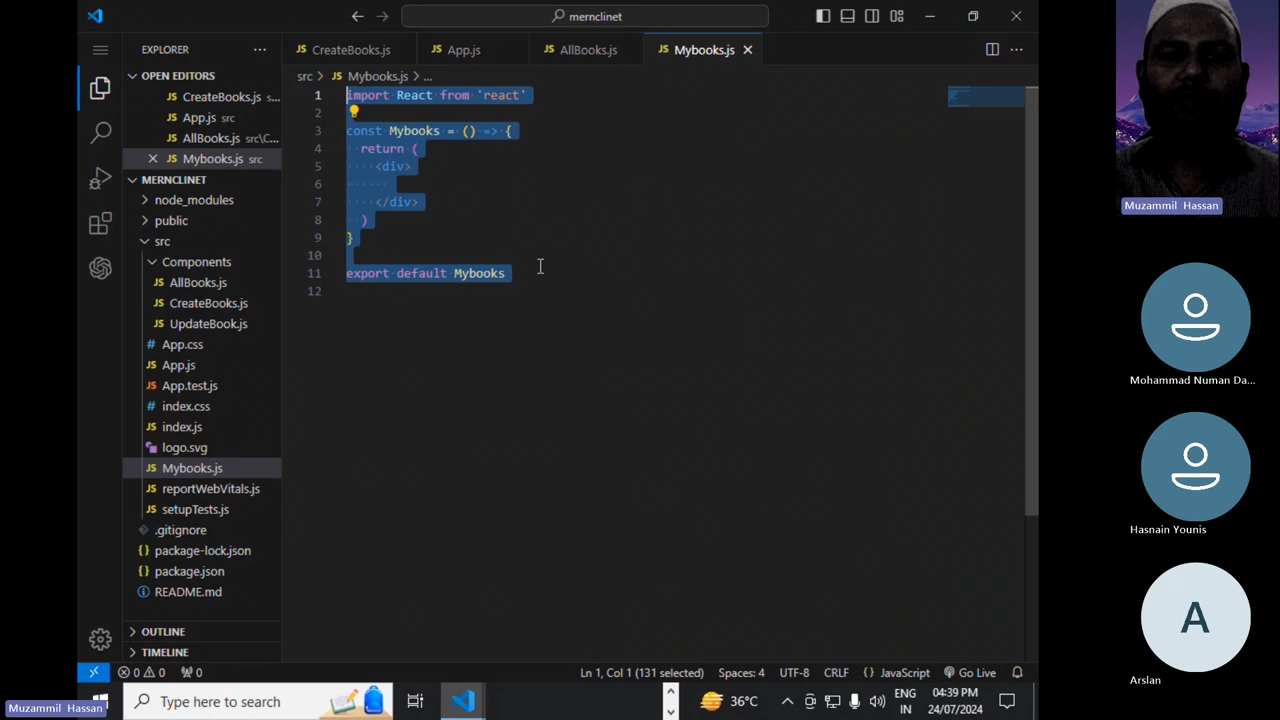 mernclinet
EXPLORER
CreateBooks.js
App.js
AllBooks.js
Mybooks.js
OPEN EDITORS
src > JS Mybooks.js > ...
CreateBooks.js s...
App.js src
AllBooks.js src\C...
Mybooks.js src
MERNCLINET
node_modules
public
src
Components
AllBooks.js
CreateBooks.js
UpdateBook.js
App.css
App.js
App.test.js
index.css
index.js
logo.svg
Mybooks.js
reportWebVitals.js
setupTests.js
.gitignore
package-lock.json
package.json
README.md
OUTLINE
TIMELINE
1 import React from 'react'
2
3 const Mybooks = () => {
4 return (
5 <div>
6
7 </div>
8 )
9 }
10
11 export default Mybooks
12
0 0 0
Ln 1, Col 1 (131 selected) Spaces: 4 UTF-8 CRLF {} JavaScript Go Live
Type here to search
36°C
ENG
IN
04:39 PM
24/07/2024
Muzammil Hassan
Muzammil Hassan
Mohammad Numan Da...
Hasnain Younis
A
Arslan